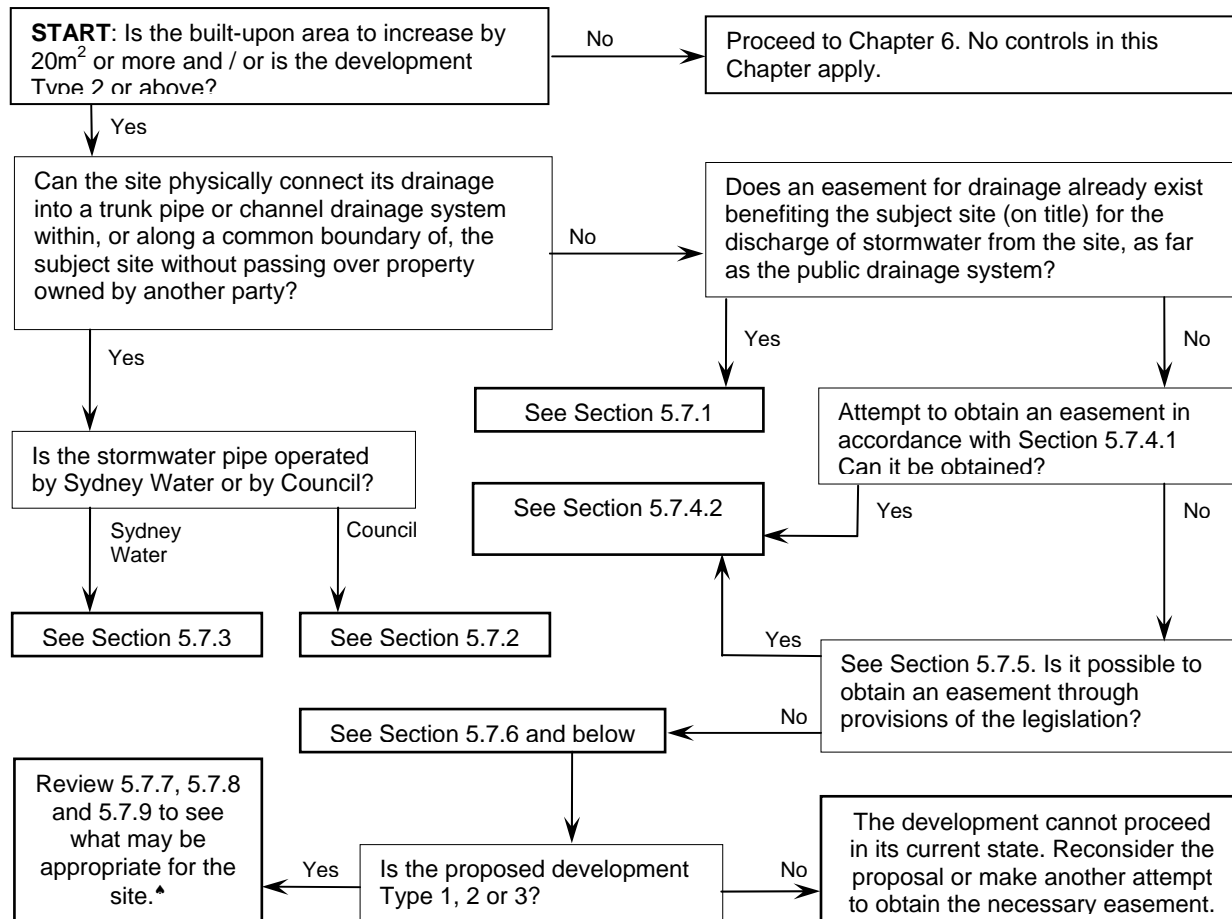 START: Is the built-upon area to increase by
20m² or more and / or is the development
Type 2 or above?
No
Proceed to Chapter 6. No controls in this
Chapter apply.
Yes
Can the site physically connect its drainage
into a trunk pipe or channel drainage system
within, or along a common boundary of, the
subject site without passing over property
owned by another party?
No
Does an easement for drainage already exist
benefiting the subject site (on title) for the
discharge of stormwater from the site, as far
as the public drainage system?
Yes
Yes
No
See Section 5.7.1
Attempt to obtain an easement in
accordance with Section 5.7.4.1
Can it be obtained?
Is the stormwater pipe operated
by Sydney Water or by Council?
See Section 5.7.4.2
Yes
No
Sydney
Water
Council
See Section 5.7.3
See Section 5.7.2
Yes
See Section 5.7.5. Is it possible to
obtain an easement through
provisions of the legislation?
No
See Section 5.7.6 and below
Review 5.7.7, 5.7.8
and 5.7.9 to see
what may be
appropriate for the
site.♠
Yes
Is the proposed development
Type 1, 2 or 3?
No
The development cannot proceed
in its current state. Reconsider the
proposal or make another attempt
to obtain the necessary easement.